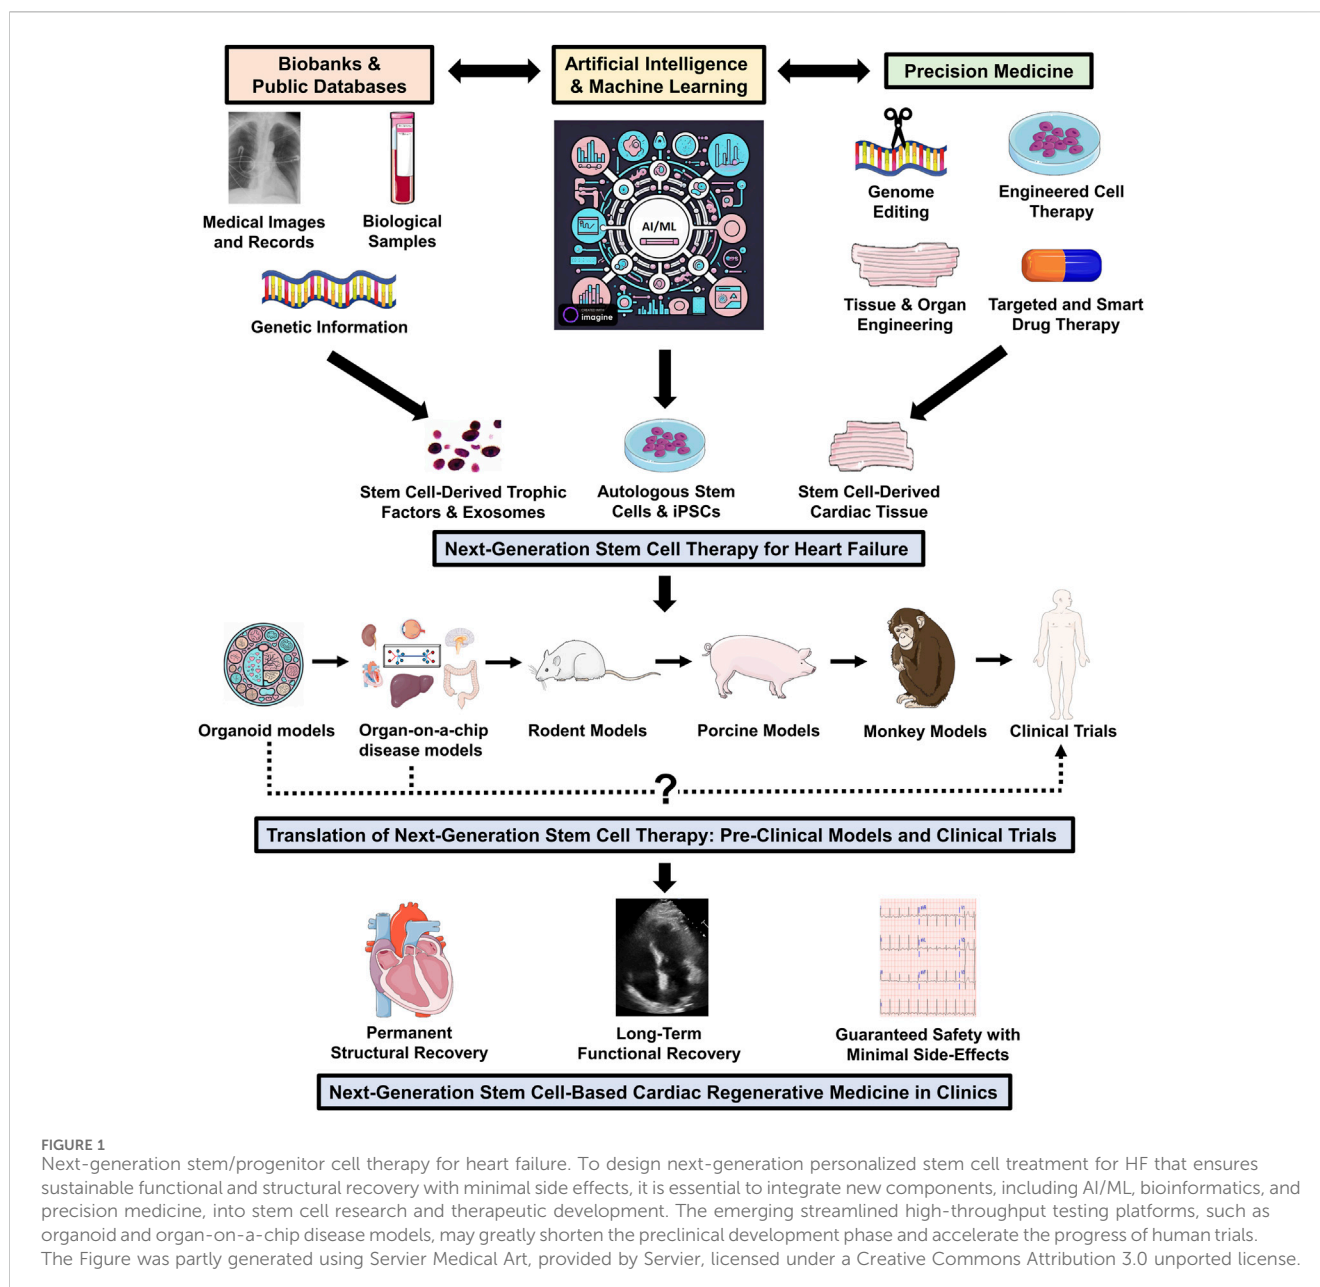 Biobanks &
Public Databases
Artificial Intelligence
& Machine Learning
Precision Medicine
Medical Images
and Records
Biological
Samples
Genetic Information
AI/ML
CREATED WITH
imagine
Genome
Editing
Engineered Cell
Therapy
Tissue & Organ
Engineering
Targeted and Smart
Drug Therapy
Stem Cell-Derived Trophic
Factors & Exosomes
Autologous Stem
Cells & iPSCs
Stem Cell-Derived
Cardiac Tissue
Next-Generation Stem Cell Therapy for Heart Failure
Organoid models
Organ-on-a-chip
disease models
Rodent Models
Porcine Models
Monkey Models
Clinical Trials
?
Translation of Next-Generation Stem Cell Therapy: Pre-Clinical Models and Clinical Trials
Permanent
Structural Recovery
Long-Term
Functional Recovery
Guaranteed Safety with
Minimal Side-Effects
Next-Generation Stem Cell-Based Cardiac Regenerative Medicine in Clinics
FIGURE 1
Next-generation stem/progenitor cell therapy for heart failure. To design next-generation personalized stem cell treatment for HF that ensures
sustainable functional and structural recovery with minimal side effects, it is essential to integrate new components, including AI/ML, bioinformatics, and
precision medicine, into stem cell research and therapeutic development. The emerging streamlined high-throughput testing platforms, such as
organoid and organ-on-a-chip disease models, may greatly shorten the preclinical development phase and accelerate the progress of human trials.
The Figure was partly generated using Servier Medical Art, provided by Servier, licensed under a Creative Commons Attribution 3.0 unported license.